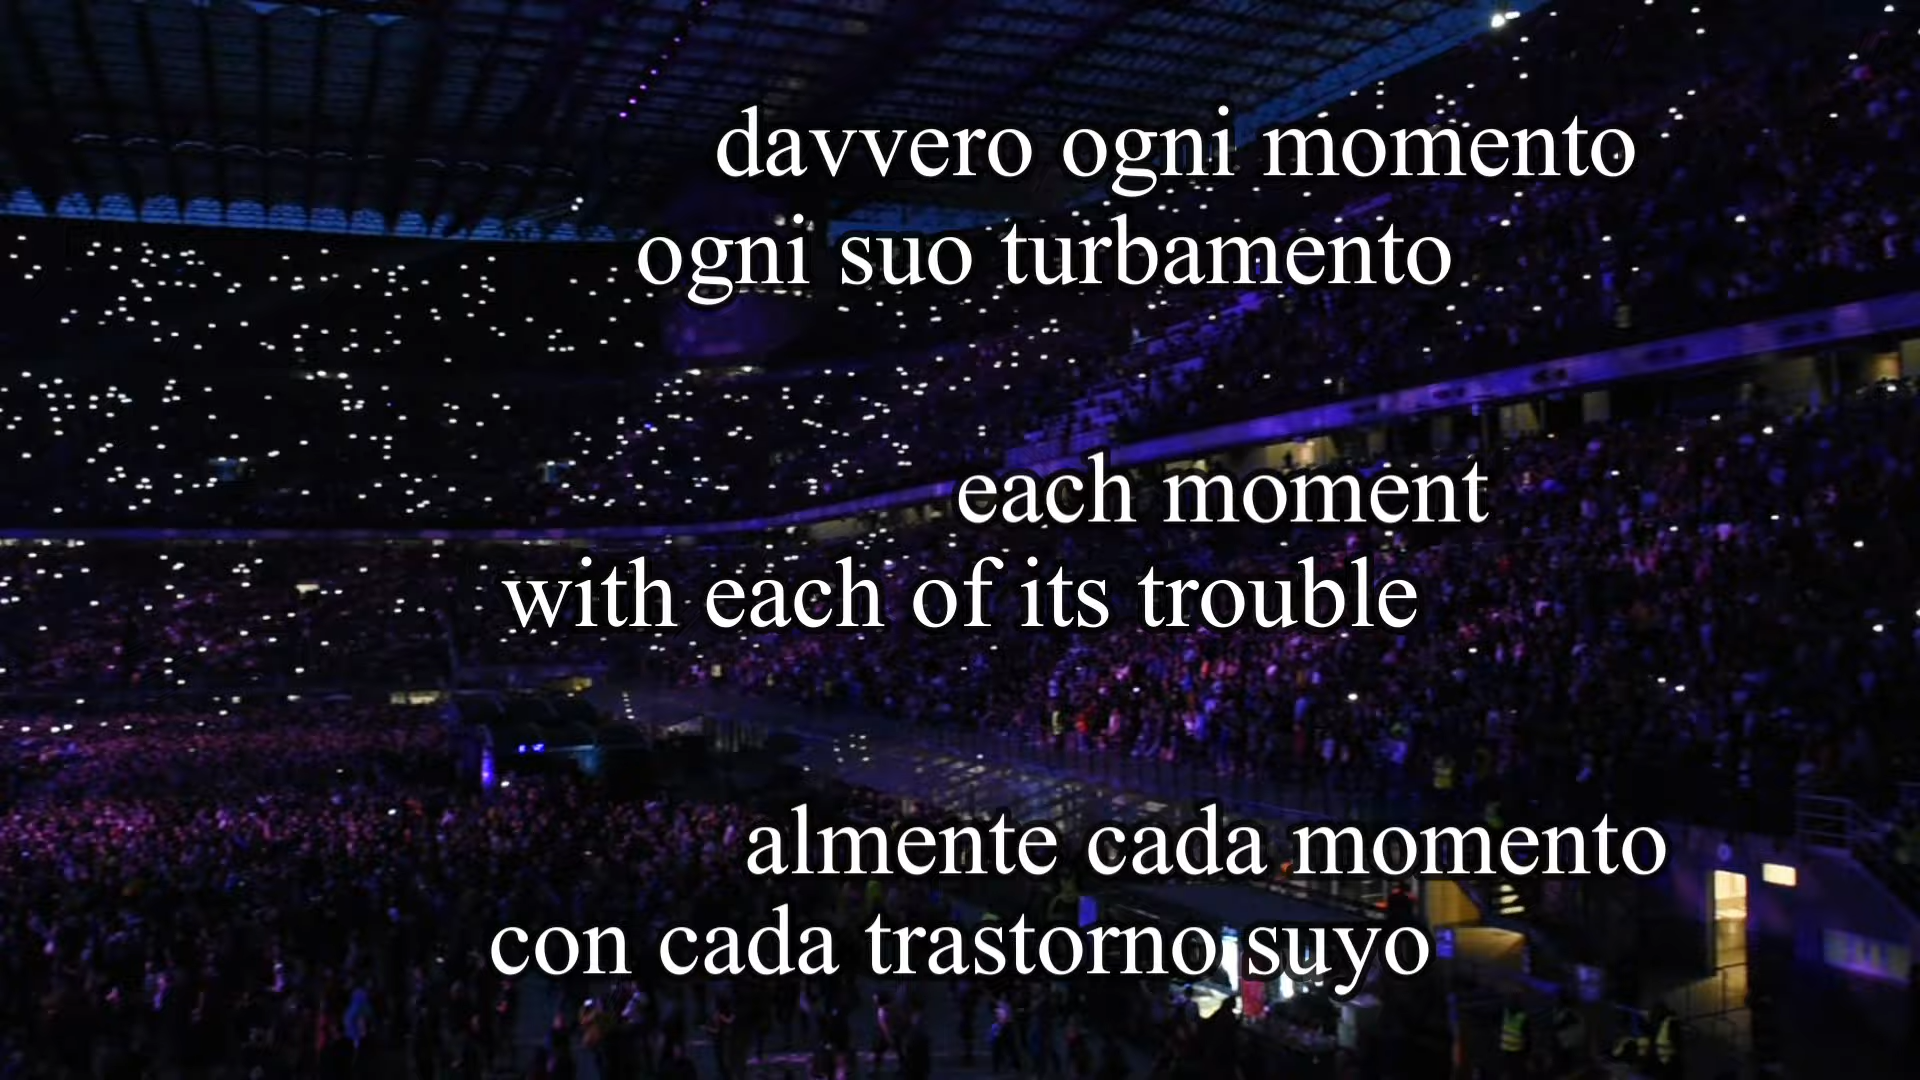 davvero ogni momento
ogni suo turbamento
each moment
with each of its trouble
almente cada momento
con cada trastorno suyo